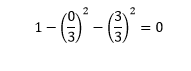 1 − (0/3)² − (3/3)² = 0